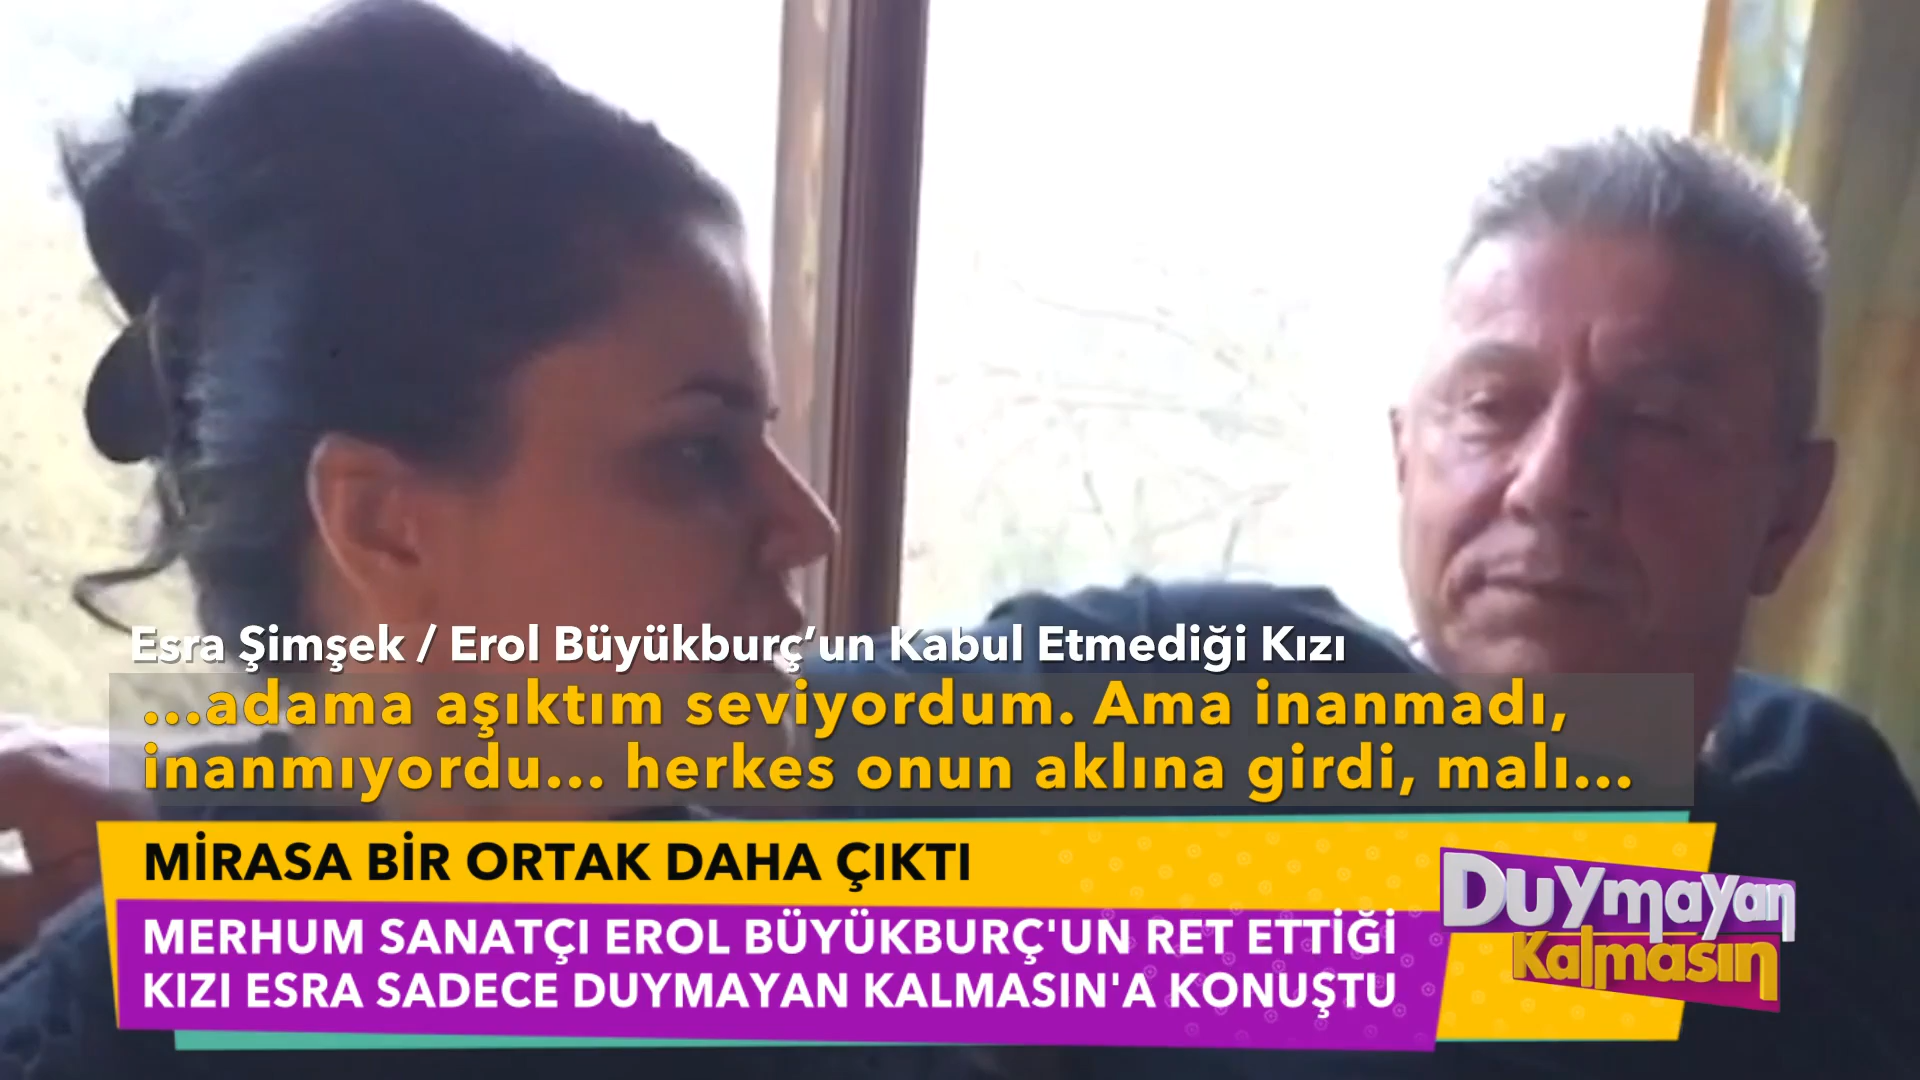 Esra Şimşek / Erol Büyükburç’un Kabul Etmediği Kızı
...adama aşıktım seviyordum. Ama inanmadı,
inanmıyordu... herkes onun aklına girdi, malı...
MİRASA BİR ORTAK DAHA ÇIKTI
MERHUM SANATÇI EROL BÜYÜKBURÇ'UN RET ETTİĞİ
KIZI ESRA SADECE DUYMAYAN KALMASIN'A KONUŞTU
Duymayan
Kalmasın